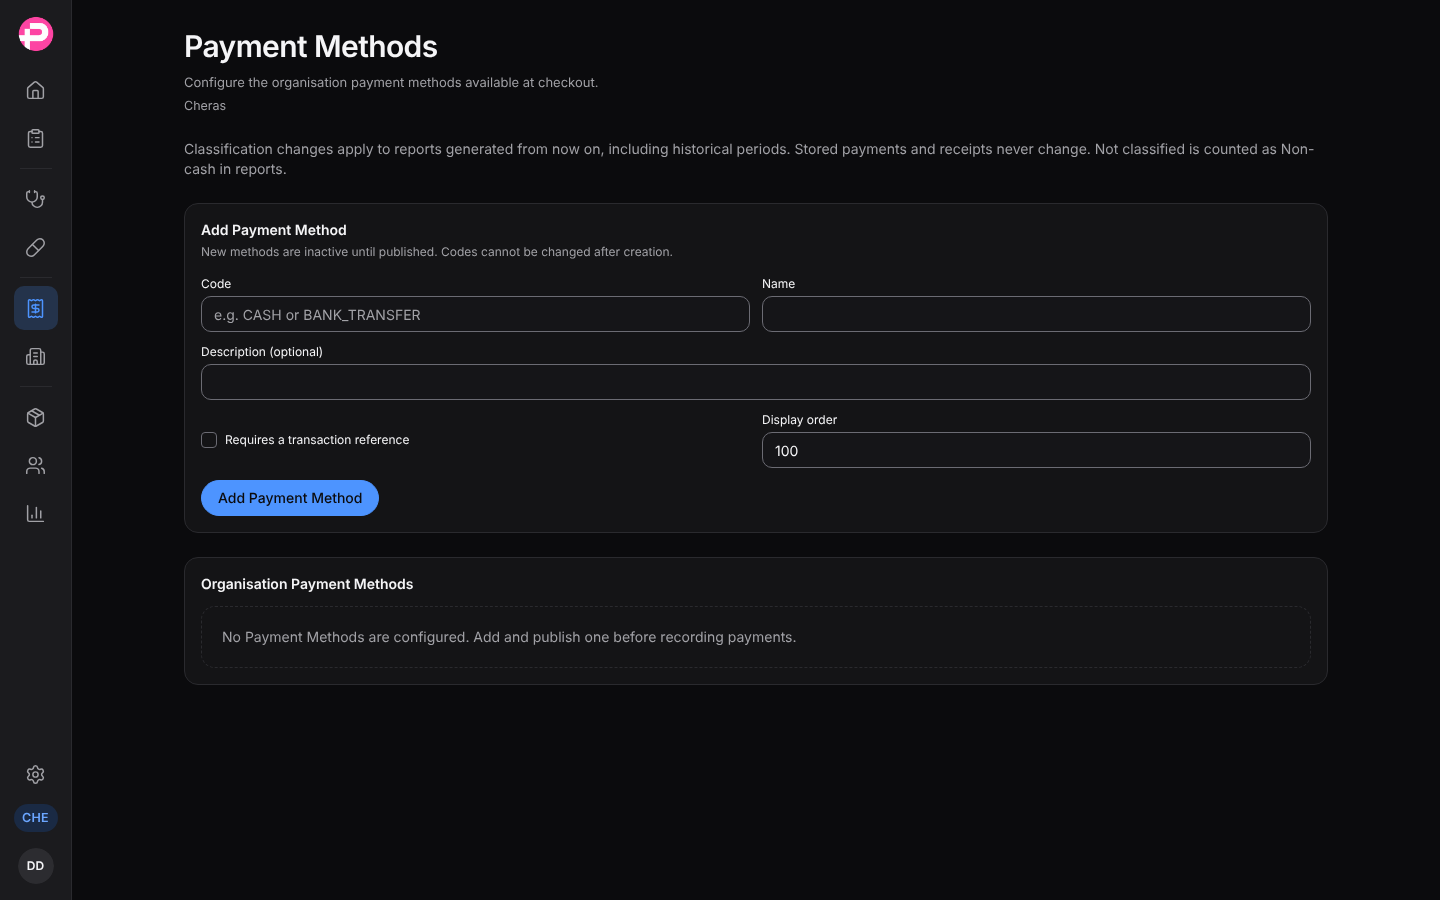 Payment Methods
Configure the organisation payment methods available at checkout.
Cheras
Classification changes apply to reports generated from now on, including historical periods. Stored payments and receipts never change. Not classified is counted as Non-
cash in reports.
Add Payment Method
New methods are inactive until published. Codes cannot be changed after creation.
Code
Name
e.g. CASH or BANK_TRANSFER
Description (optional)
Requires a transaction reference
Display order
100
Add Payment Method
Organisation Payment Methods
No Payment Methods are configured. Add and publish one before recording payments.
CHE
DD